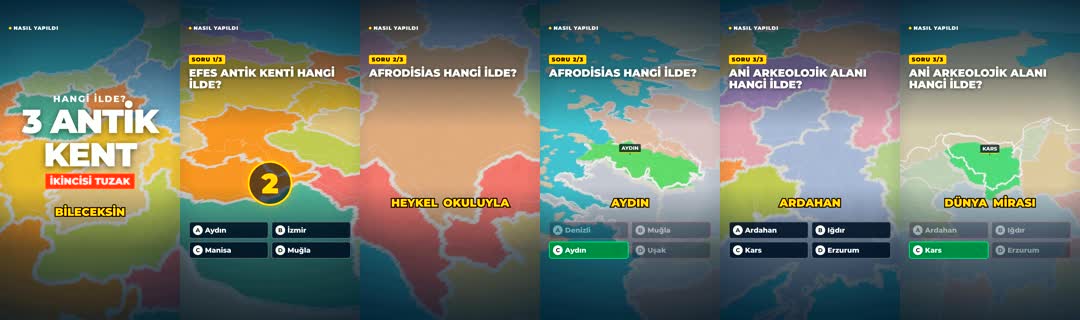 NASIL YAPILDI
HANGİ İLDE?
3 ANTİK
KENT
İKİNCİSİ TUZAK
BİLECEKSİN
NASIL YAPILDI
SORU 1/3
EFES ANTİK KENTİ HANGİ
İLDE?
2
A Aydın
B İzmir
C Manisa
D Muğla
NASIL YAPILDI
SORU 2/3
AFRODİSİAS HANGİ İLDE?
HEYKEL OKULUYLA
NASIL YAPILDI
SORU 2/3
AFRODİSİAS HANGİ İLDE?
AYDIN
AYDIN
A Denizli
B Muğla
C Aydın
D Uşak
NASIL YAPILDI
SORU 3/3
ANİ ARKEOLOJİK ALANI
HANGİ İLDE?
ARDAHAN
A Ardahan
B Iğdır
C Kars
D Erzurum
NASIL YAPILDI
SORU 3/3
ANİ ARKEOLOJİK ALANI
HANGİ İLDE?
KARS
DÜNYA MİRASI
A Ardahan
B Iğdır
C Kars
D Erzurum